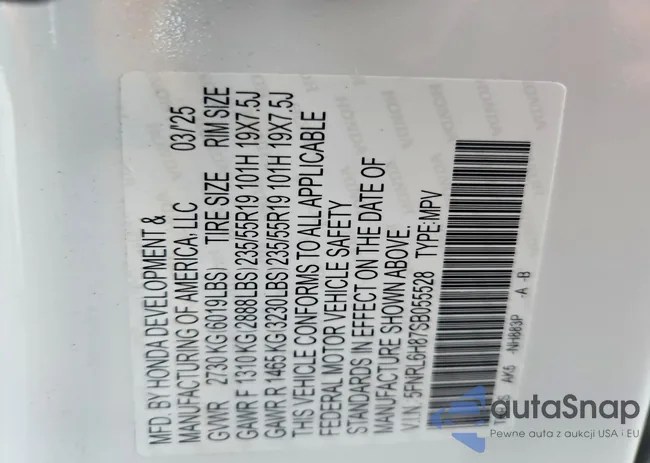 MFD. BY HONDA DEVELOPMENT &
MANUFACTURING OF AMERICA, LLC 03/'25
GVWR 2730 KG(6019LBS) TIRE SIZE RIM SIZE
GAWR F 1310 KG(2888LBS) 235/55R19 101H 19X7.5J
GAWR R 1465 KG(3230LBS) 235/55R19 101H 19X7.5J
THIS VEHICLE CONFORMS TO ALL APPLICABLE
FEDERAL MOTOR VEHICLE SAFETY
STANDARDS IN EFFECT ON THE DATE OF
MANUFACTURE SHOWN ABOVE.
V.I.N. 5FNRL6H87SB055528 TYPE:MPV
AK5 -NH883P -A -B
autaSnap
Pewne auta z aukcji USA i EU